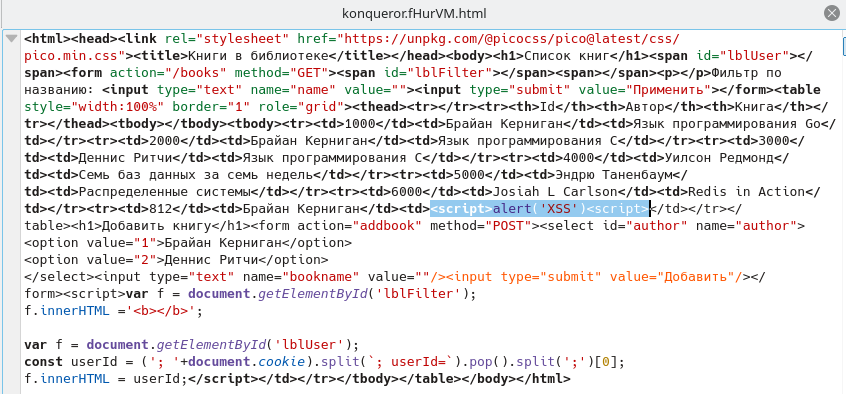 konqueror.fHurVM.html
<html><head><link rel="stylesheet" href="https://unpkg.com/@picocss/pico@latest/css/
pico.min.css"><title>Книги в библиотеке</title></head><body><h1>Список книг</h1><span id="lblUser"></
span><form action="/books" method="GET"><span id="lblFilter"></span></span></span><p></p>Фильтр по
названию: <input type="text" name="name" value=""><input type="submit" value="Применить"></form><table
style="width:100%" border="1" role="grid"><thead><tr></tr><tr><th>Id</th><th>Автор</th><th>Книга</th></
tr></thead><tbody></tbody><tbody><tr><td>1000</td><td>Брайан Керниган</td><td>Язык программирования Go</
td></tr><tr><td>2000</td><td>Брайан Керниган</td><td>Язык программирования C</td></tr><tr><td>3000</
td><td>Деннис Ритчи</td><td>Язык программирования C</td></tr><tr><td>4000</td><td>Уилсон Редмонд</
td><td>Семь баз данных за семь недель</td></tr><tr><td>5000</td><td>Эндрю Таненбаум</
td><td>Распределенные системы</td></tr><tr><td>6000</td><td>Josiah L Carlson</td><td>Redis in Action</
td></tr><tr><td>812</td><td>Брайан Керниган</td><td><script>alert('XSS')<script></td></tr></
table><h1>Добавить книгу</h1><form action="addbook" method="POST"><select id="author" name="author">
<option value="1">Брайан Керниган</option>
<option value="2">Деннис Ритчи</option>
</select><input type="text" name="bookname" value=""/><input type="submit" value="Добавить"/></
form><script>var f = document.getElementById('lblFilter');
f.innerHTML ='<b></b>';
var f = document.getElementById('lblUser');
const userId = ('; '+document.cookie).split(`; userId=`).pop().split(';')[0];
f.innerHTML = userId;</script></td></tr></tbody></table></body></html>